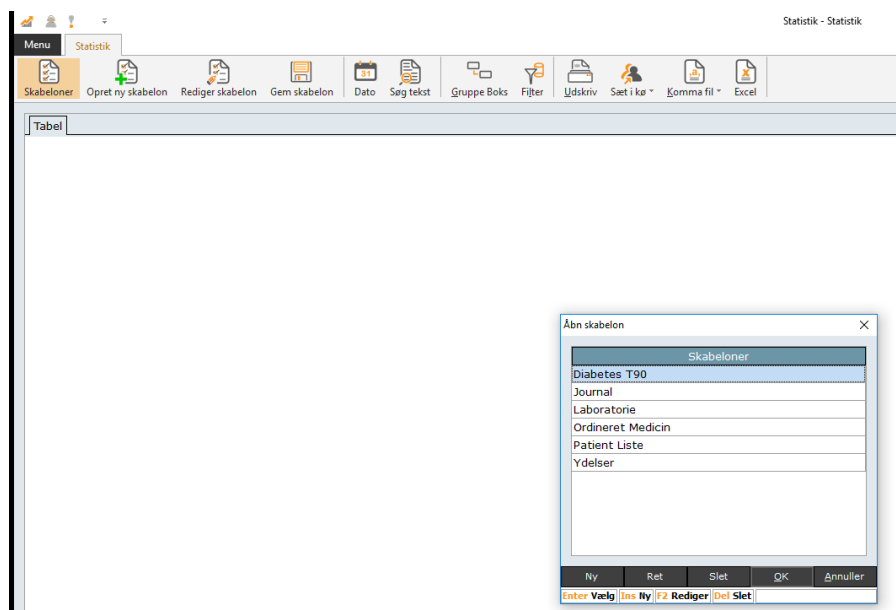 Statistik - Statistik
Menu Statistik
Skabeloner Opret ny skabelon Rediger skabelon Gem skabelon 31 Dato Søg tekst Gruppe Boks Filter Udskriv Sæt i kø Komma fil Excel
Tabel
Åbn skabelon
Skabeloner
Diabetes T90
Journal
Laboratorie
Ordineret Medicin
Patient Liste
Ydelser
Ny Ret Slet OK Annuller
Enter Vælg Ins Ny F2 Rediger Del Slet